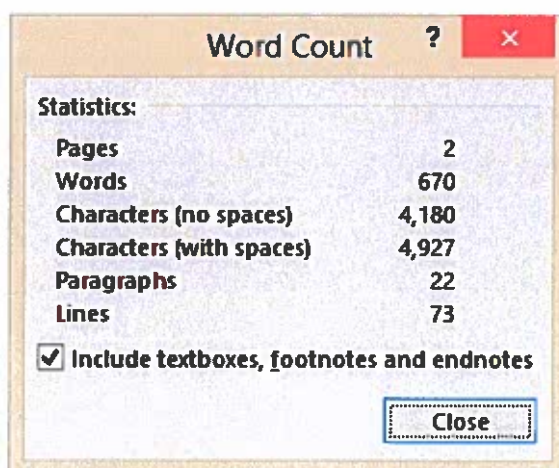 Word Count ? ×
Statistics:
Pages 2
Words 670
Characters (no spaces) 4,180
Characters (with spaces) 4,927
Paragraphs 22
Lines 73
Include textboxes, footnotes and endnotes
Close